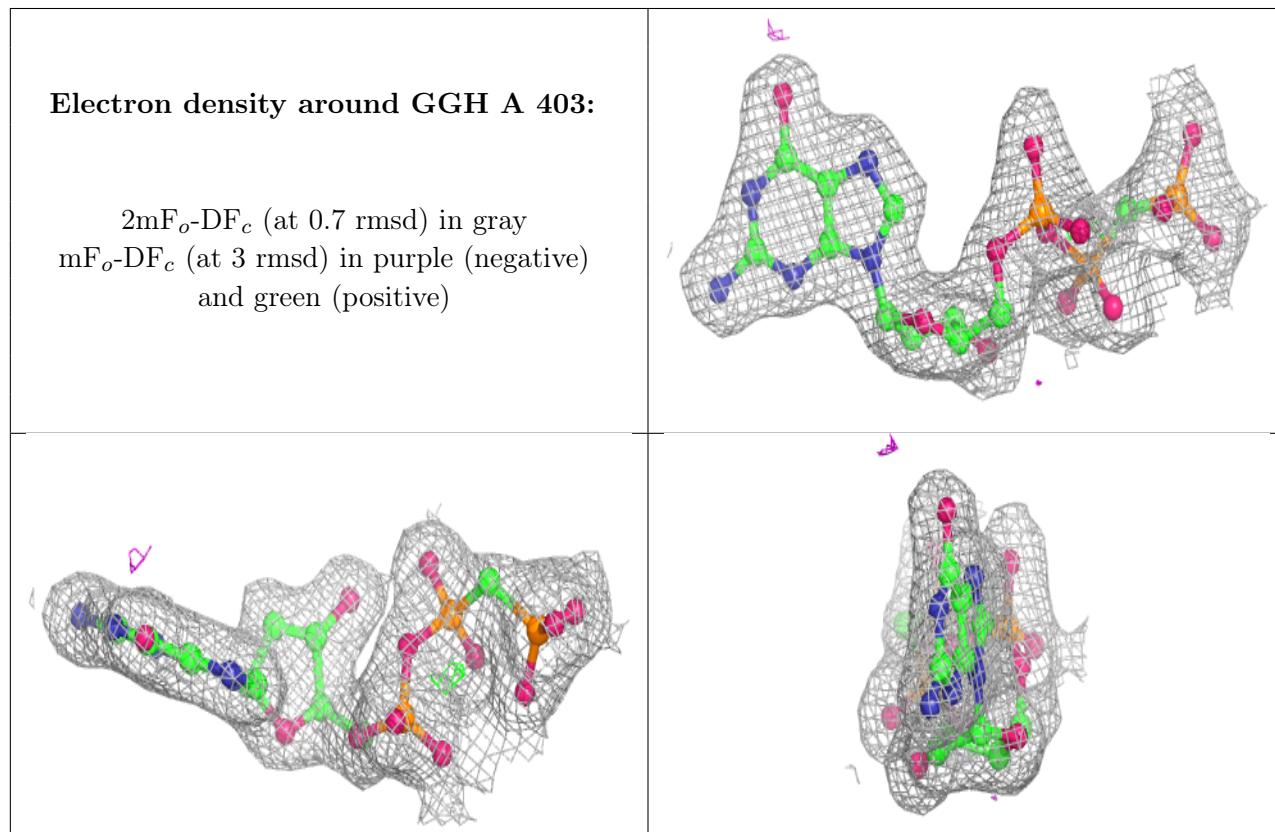 Electron density around GGH A 403:
2mFo-DFc (at 0.7 rmsd) in gray
mFo-DFc (at 3 rmsd) in purple (negative)
and green (positive)